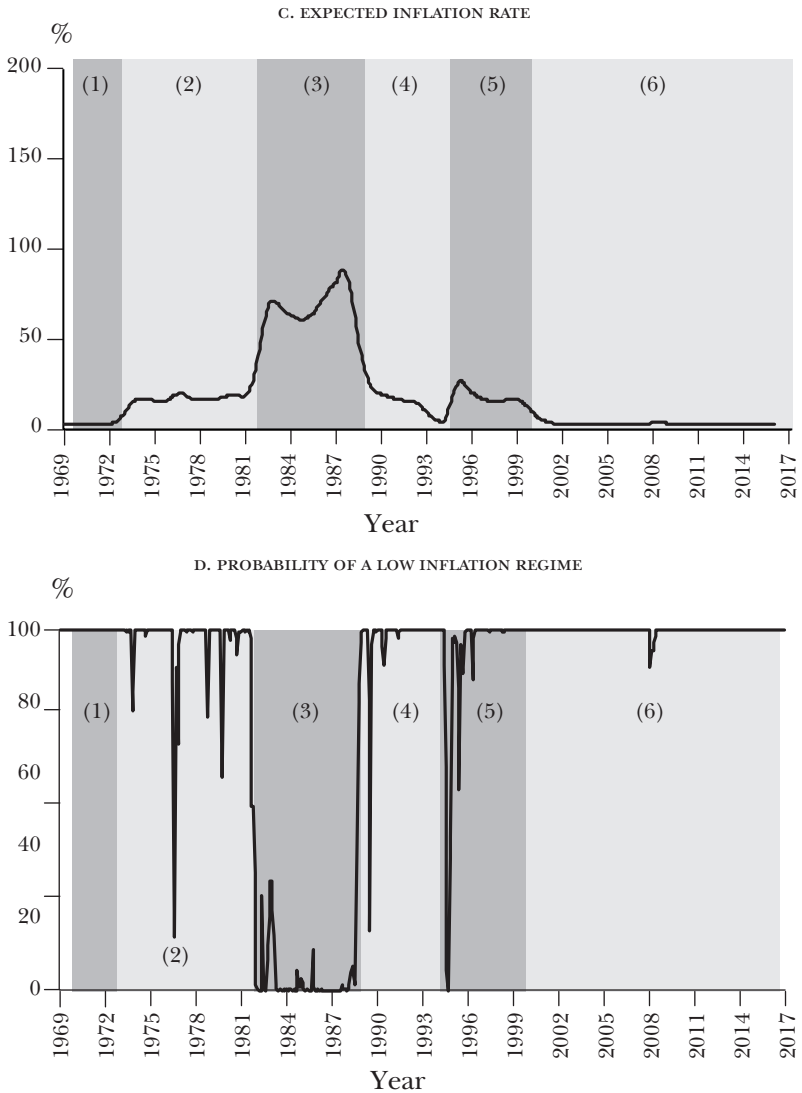 C. EXPECTED INFLATION RATE
%
200
(1) (2) (3) (4) (5) (6)
150
100
50
0
1969 1972 1975 1978 1981 1984 1987 1990 1993 1996 1999 2002 2005 2008 2011 2014 2017
Year
D. PROBABILITY OF A LOW INFLATION REGIME
%
100
80
(1) (3) (4) (5) (6)
60
40
20
(2)
0
1969 1972 1975 1978 1981 1984 1987 1990 1993 1996 1999 2002 2005 2008 2011 2014 2017
Year